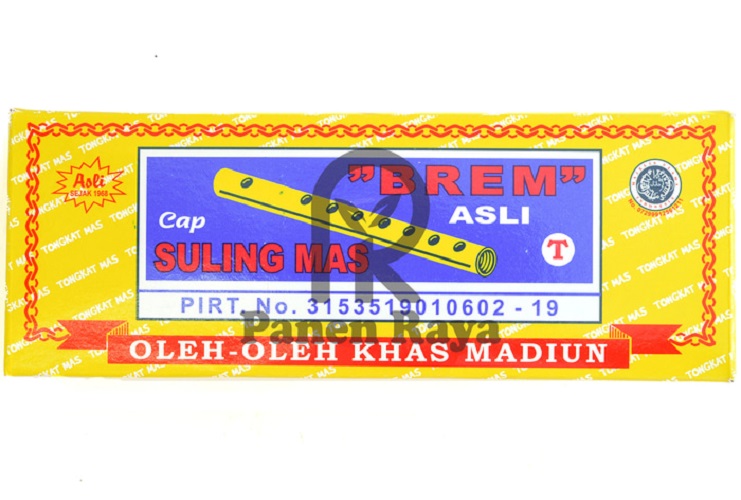 Asli
SEJAK 1968
"BREM"
ASLI
Cap
SULING MAS
T
PIRT. No. 3153519010602 - 19
Panen Raya
OLEH-OLEH KHAS MADIUN
TONGKAT MAS